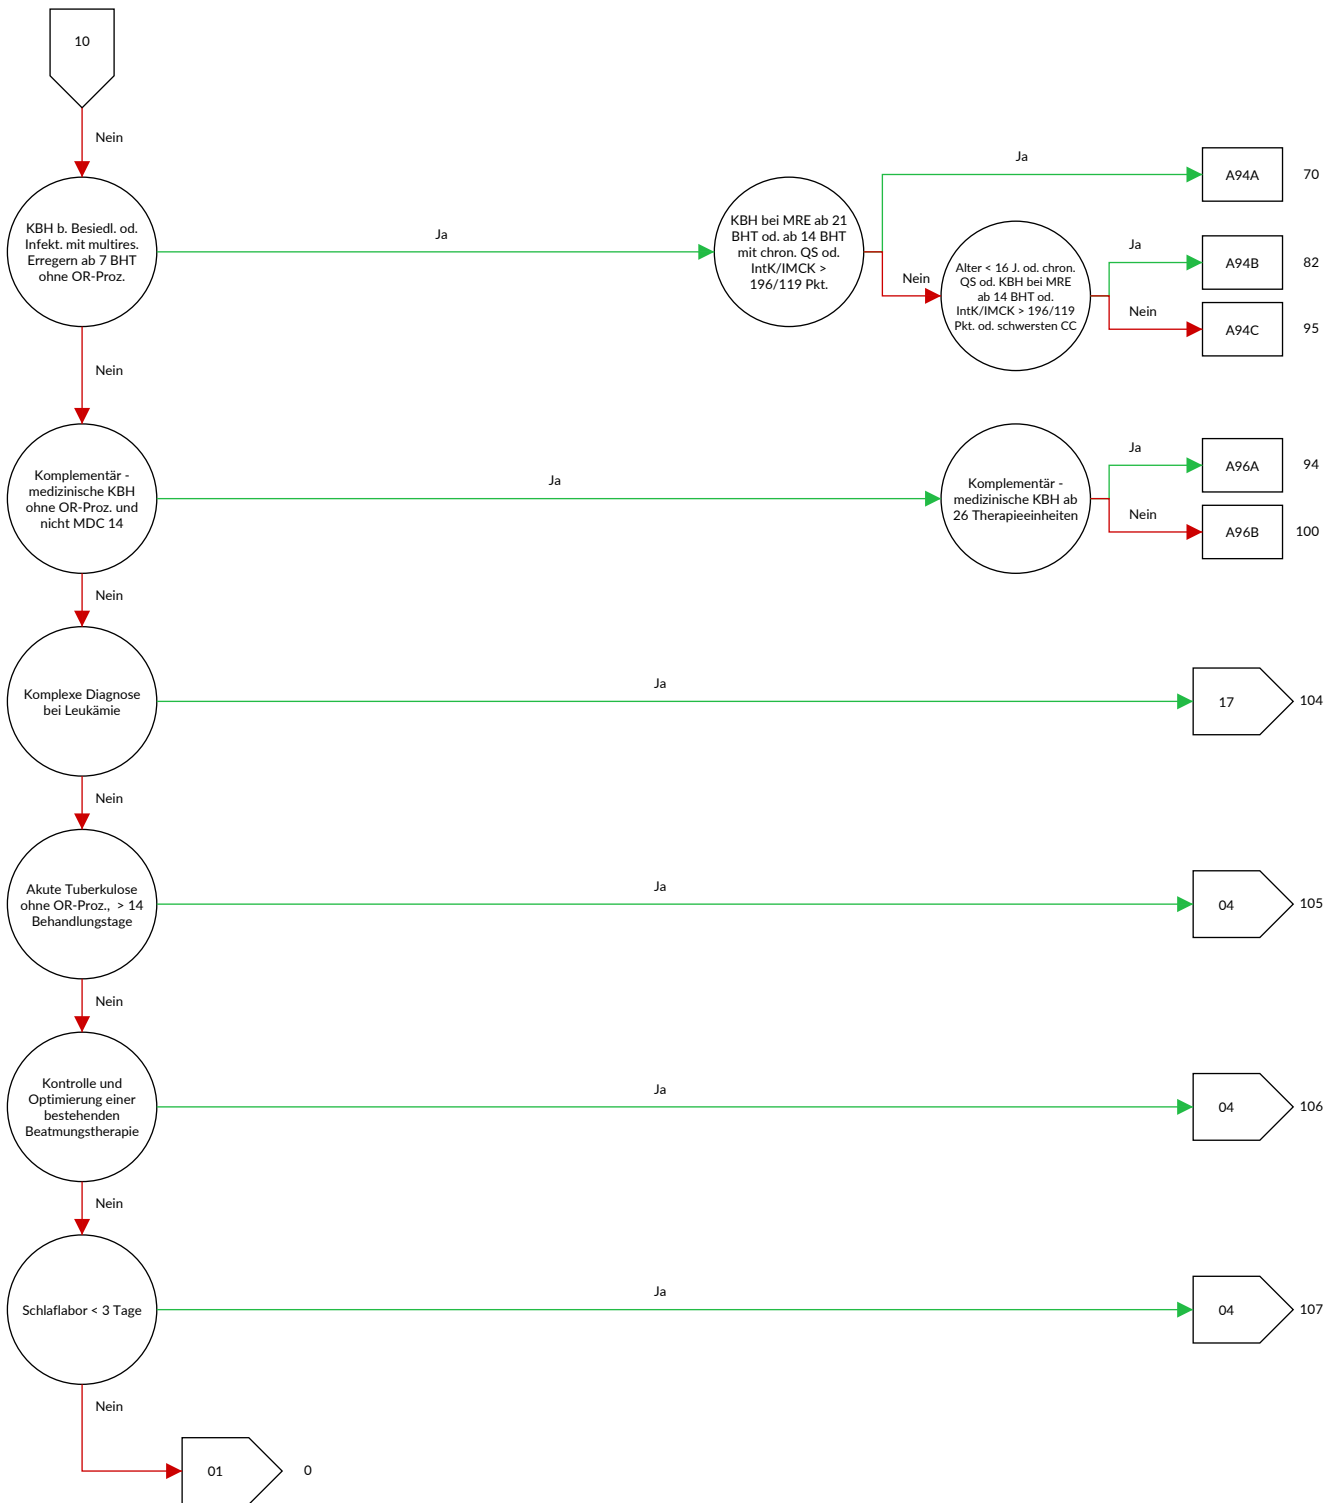 10
Nein
KBH b. Besiedl. od.
Infekt. mit multires.
Erregern ab 7 BHT
ohne OR-Proz.
Ja
KBH bei MRE ab 21
BHT od. ab 14 BHT
mit chron. QS od.
IntK/IMCK >
196/119 Pkt.
Ja
A94A
70
Nein
Alter < 16 J. od. chron.
QS od. KBH bei MRE
ab 14 BHT od.
IntK/IMCK > 196/119
Pkt. od. schwersten CC
Ja
A94B
82
Nein
A94C
95
Nein
Komplementär -
medizinische KBH
ohne OR-Proz. und
nicht MDC 14
Ja
Komplementär -
medizinische KBH ab
26 Therapieeinheiten
Ja
A96A
94
Nein
A96B
100
Nein
Komplexe Diagnose
bei Leukämie
Ja
17
104
Nein
Akute Tuberkulose
ohne OR-Proz., > 14
Behandlungstage
Ja
04
105
Nein
Kontrolle und
Optimierung einer
bestehenden
Beatmungstherapie
Ja
04
106
Nein
Schlaflabor < 3 Tage
Ja
04
107
Nein
01
0